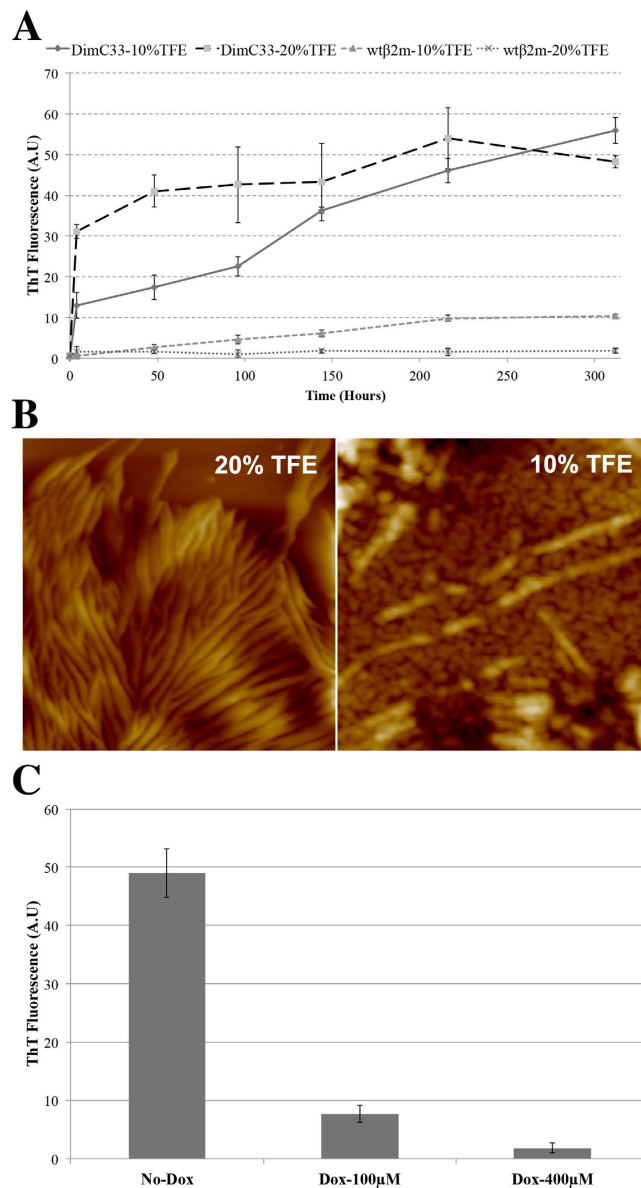 A
DimC33-10%TFE DimC33-20%TFE wtβ2m-10%TFE wtβ2m-20%TFE
70
60
50
40
30
20
10
0
ThT Fluorescence (A.U)
0 50 100 150 200 250 300
Time (Hours)
B
20% TFE 10% TFE
C
60
50
40
30
20
10
0
ThT Fluorescence (A.U)
No-Dox Dox-100µM Dox-400µM